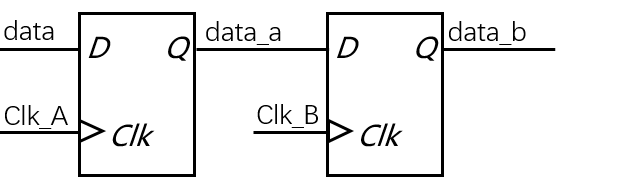 data
D Q
data_a
D Q
data_b
Clk_A
Clk
Clk_B
Clk